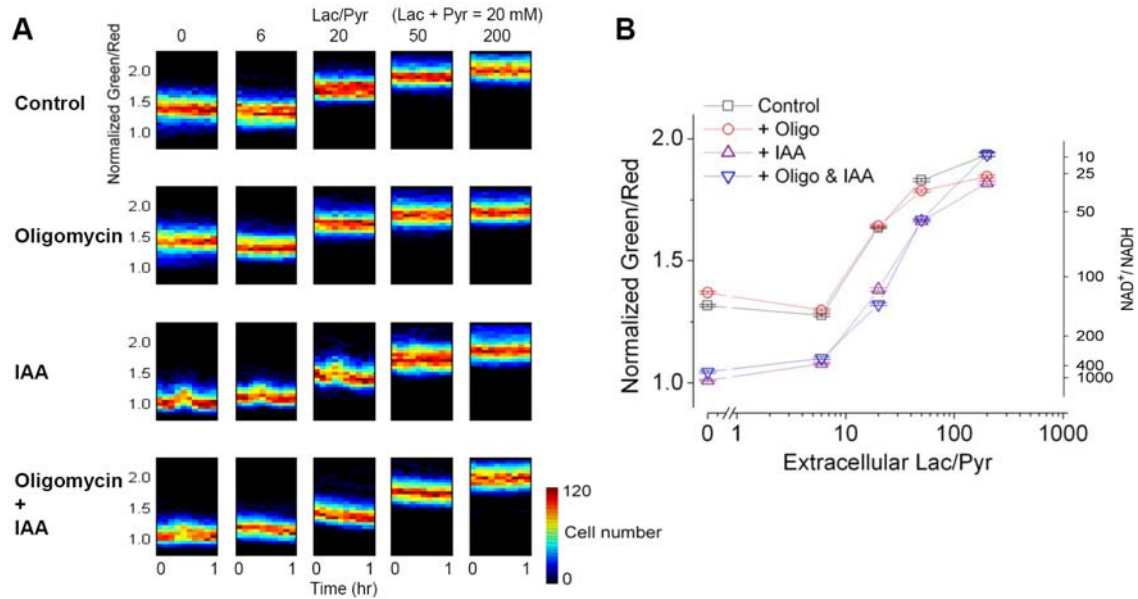 A
Lac/Pyr (Lac + Pyr = 20 mM)
0 6 20 50 200
Normalized Green/Red
Control
2.0
1.5
1.0
Oligomycin
2.0
1.5
1.0
IAA
2.0
1.5
1.0
Oligomycin
+
IAA
2.0
1.5
1.0
0 1 0 1 0 1 0 1 0 1
Time (hr)
120
Cell number
0
B
Control
+ Oligo
+ IAA
+ Oligo & IAA
Normalized Green/Red
2.0
1.5
1.0
0 1 10 100 1000
Extracellular Lac/Pyr
10
25
50
100
200
400
1000
NAD⁺/ NADH